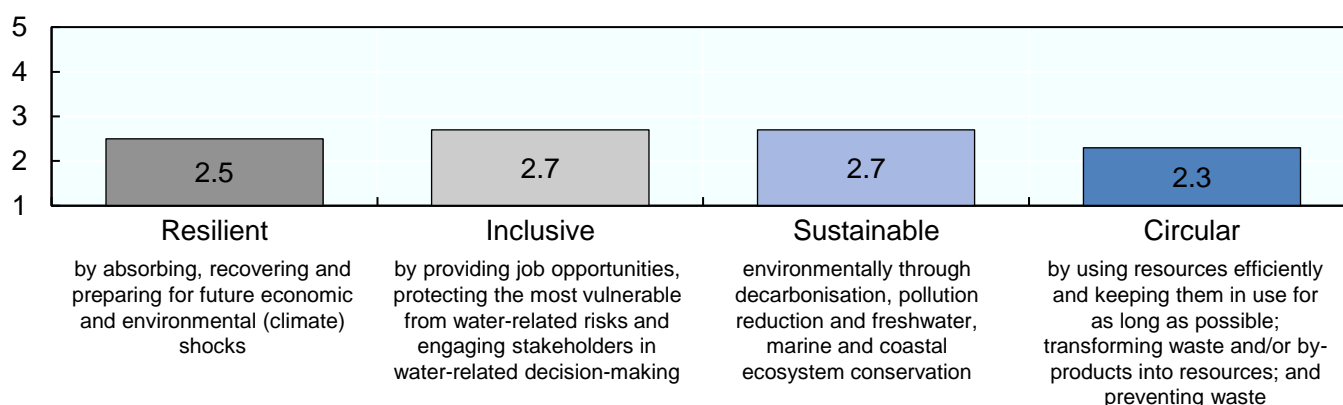 5
4
3
2
1
2.5
2.7
2.7
2.3
Resilient
by absorbing, recovering and
preparing for future economic
and environmental (climate)
shocks
Inclusive
by providing job opportunities,
protecting the most vulnerable
from water-related risks and
engaging stakeholders in
water-related decision-making
Sustainable
environmentally through
decarbonisation, pollution
reduction and freshwater,
marine and coastal
ecosystem conservation
Circular
by using resources efficiently
and keeping them in use for
as long as possible;
transforming waste and/or by-
products into resources; and
preventing waste